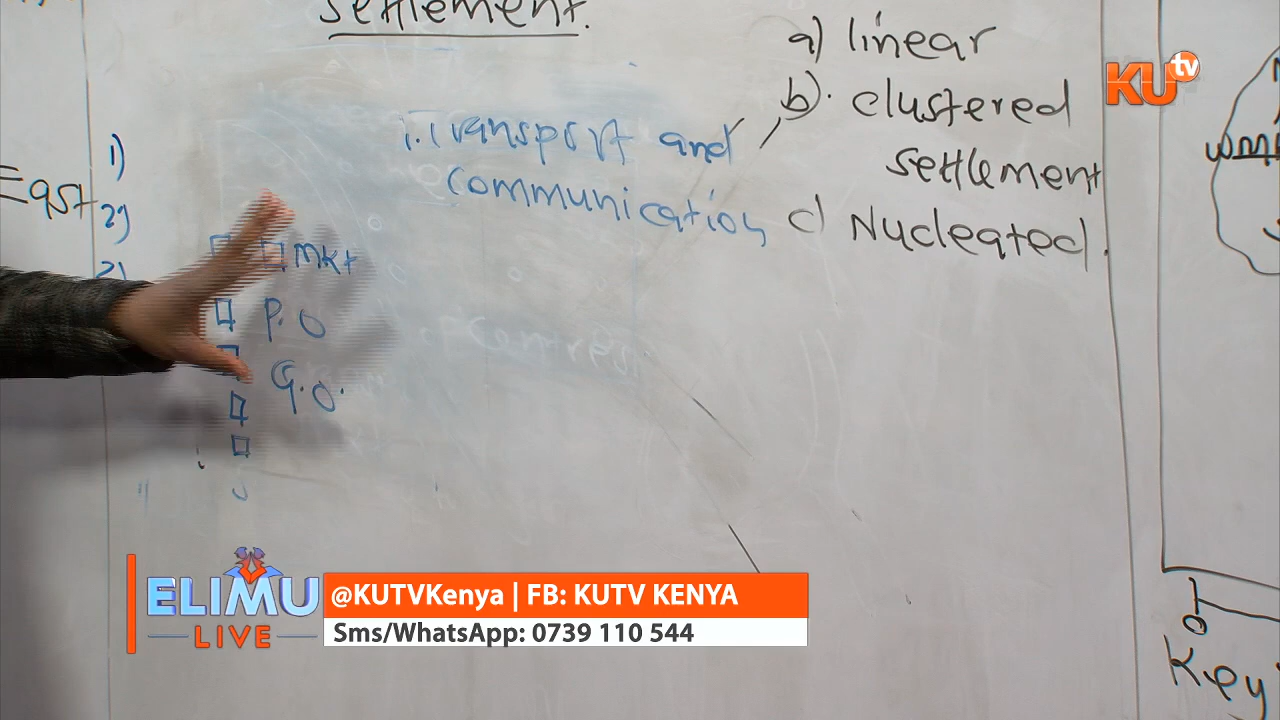 settlement.
a) linear
b). clustered
settlement
c) Nucleated.
i. Transport and
communication
East
1)
2)
mkt
P.O
G.O.
Central
KU tv
Key
ELIMU
LIVE
@KUTVKenya | FB: KUTV KENYA
Sms/WhatsApp: 0739 110 544